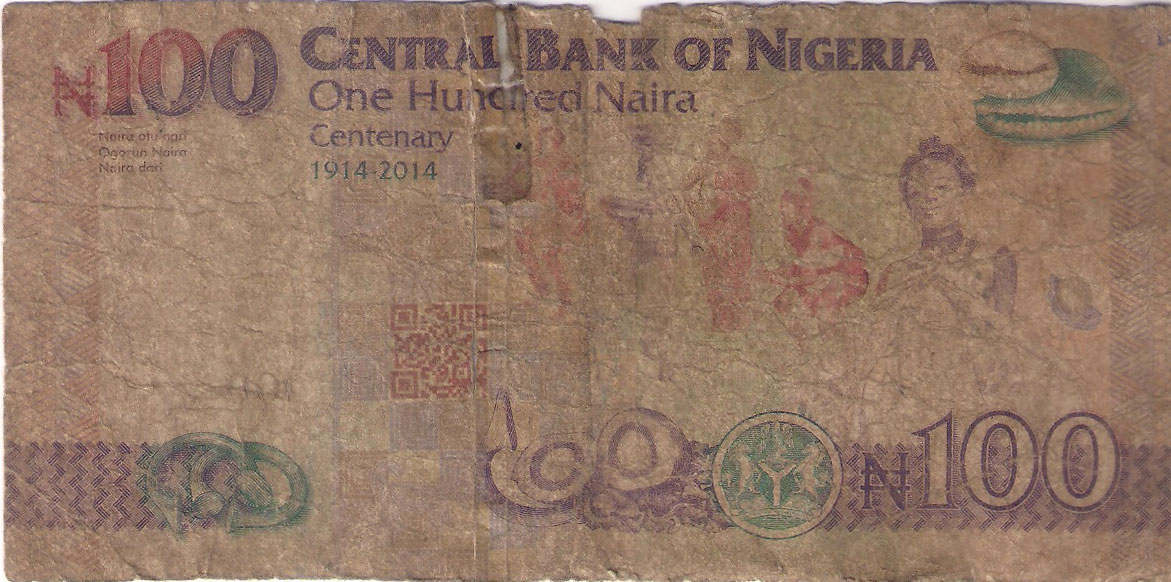 ₦100
CENTRAL BANK OF NIGERIA
One Hundred Naira
Centenary
1914-2014
Naira otu nari
Ogorun Naira
Naira dari
100
₦100